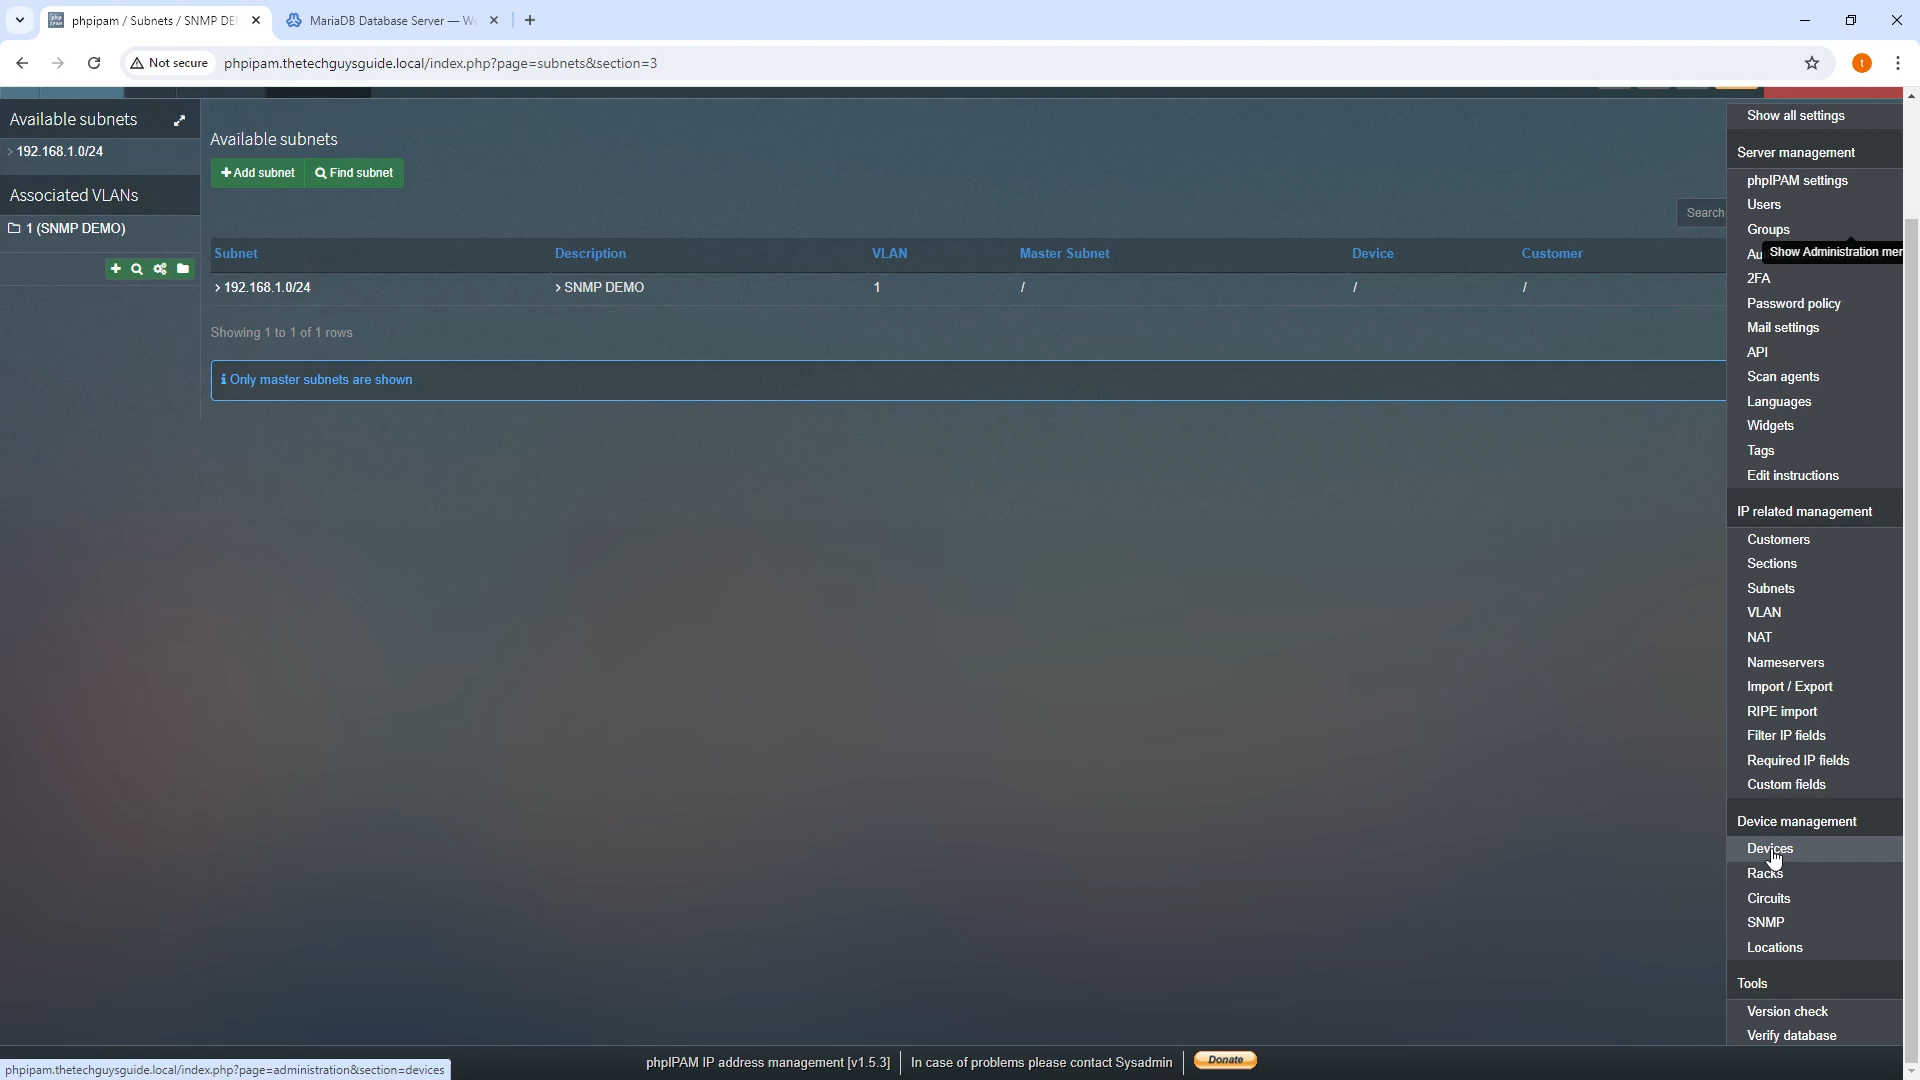 phpipam / Subnets / SNMP DE
MariaDB Database Server — W
Not secure
phpipam.thetechguysguide.local/index.php?page=subnets&section=3
t
Available subnets
192.168.1.0/24
Associated VLANs
1 (SNMP DEMO)
Available subnets
Add subnet
Find subnet
Search
Subnet Description VLAN Master Subnet Device Customer
192.168.1.0/24 SNMP DEMO 1 / / /
Showing 1 to 1 of 1 rows
Only master subnets are shown
Show all settings
Server management
phpIPAM settings
Users
Groups
Au
Show Administration men
2FA
Password policy
Mail settings
API
Scan agents
Languages
Widgets
Tags
Edit instructions
IP related management
Customers
Sections
Subnets
VLAN
NAT
Nameservers
Import / Export
RIPE import
Filter IP fields
Required IP fields
Custom fields
Device management
Devices
Racks
Circuits
SNMP
Locations
Tools
Version check
Verify database
phpIPAM IP address management [v1.5.3]
In case of problems please contact Sysadmin
Donate
phpipam.thetechguysguide.local/index.php?page=administration&section=devices